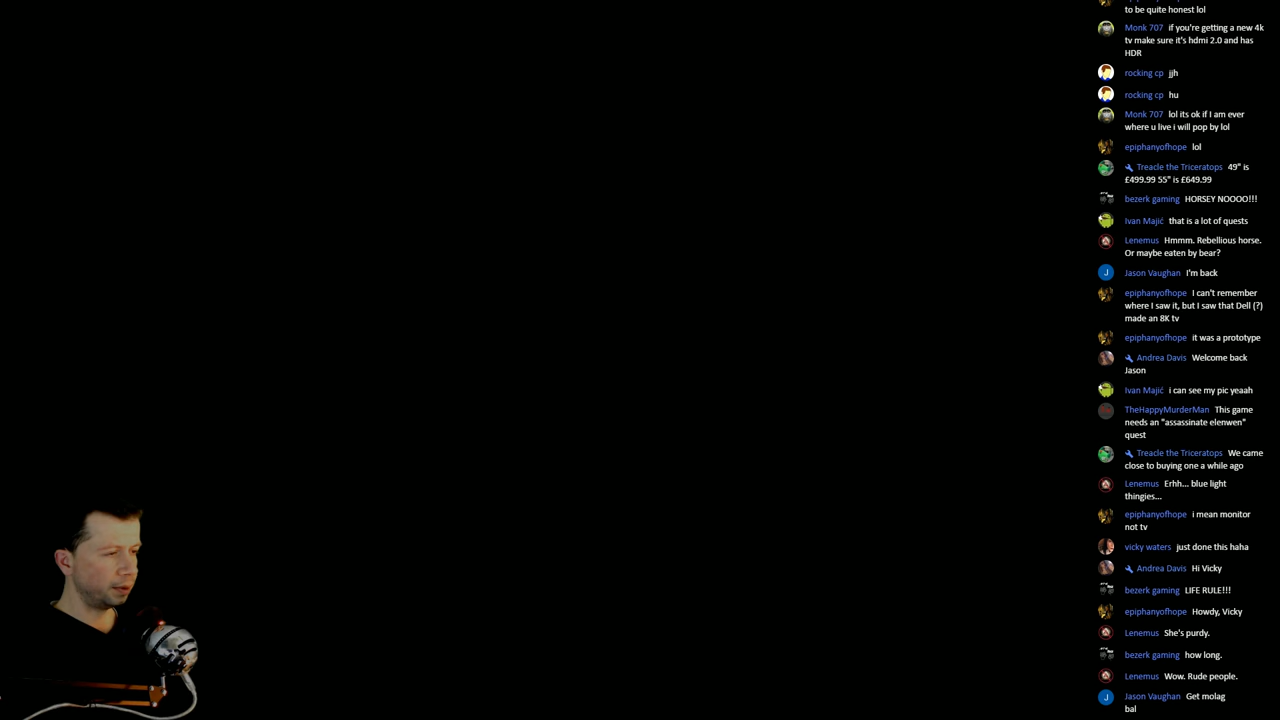 to be quite honest lol
Monk 707 if you're getting a new 4k
tv make sure it's hdmi 2.0 and has
HDR
rocking cp jjh
rocking cp hu
Monk 707 lol its ok if I am ever
where u live i will pop by lol
epiphanyofhope lol
Treacle the Triceratops 49" is
£499.99 55" is £649.99
bezerk gaming HORSEY NOOOO!!!
Ivan Majić that is a lot of quests
Lenemus Hmmm. Rebellious horse.
Or maybe eaten by bear?
J
Jason Vaughan I'm back
epiphanyofhope I can't remember
where I saw it, but I saw that Dell (?)
made an 8K tv
epiphanyofhope it was a prototype
Andrea Davis Welcome back
Jason
Ivan Majić i can see my pic yeaah
TheHappyMurderMan This game
needs an "assassinate elenwen"
quest
Treacle the Triceratops We came
close to buying one a while ago
Lenemus Erhh... blue light
thingies...
epiphanyofhope i mean monitor
not tv
vicky waters just done this haha
Andrea Davis Hi Vicky
bezerk gaming LIFE RULE!!!
epiphanyofhope Howdy, Vicky
Lenemus She's purdy.
bezerk gaming how long.
Lenemus Wow. Rude people.
J
Jason Vaughan Get molag
bal